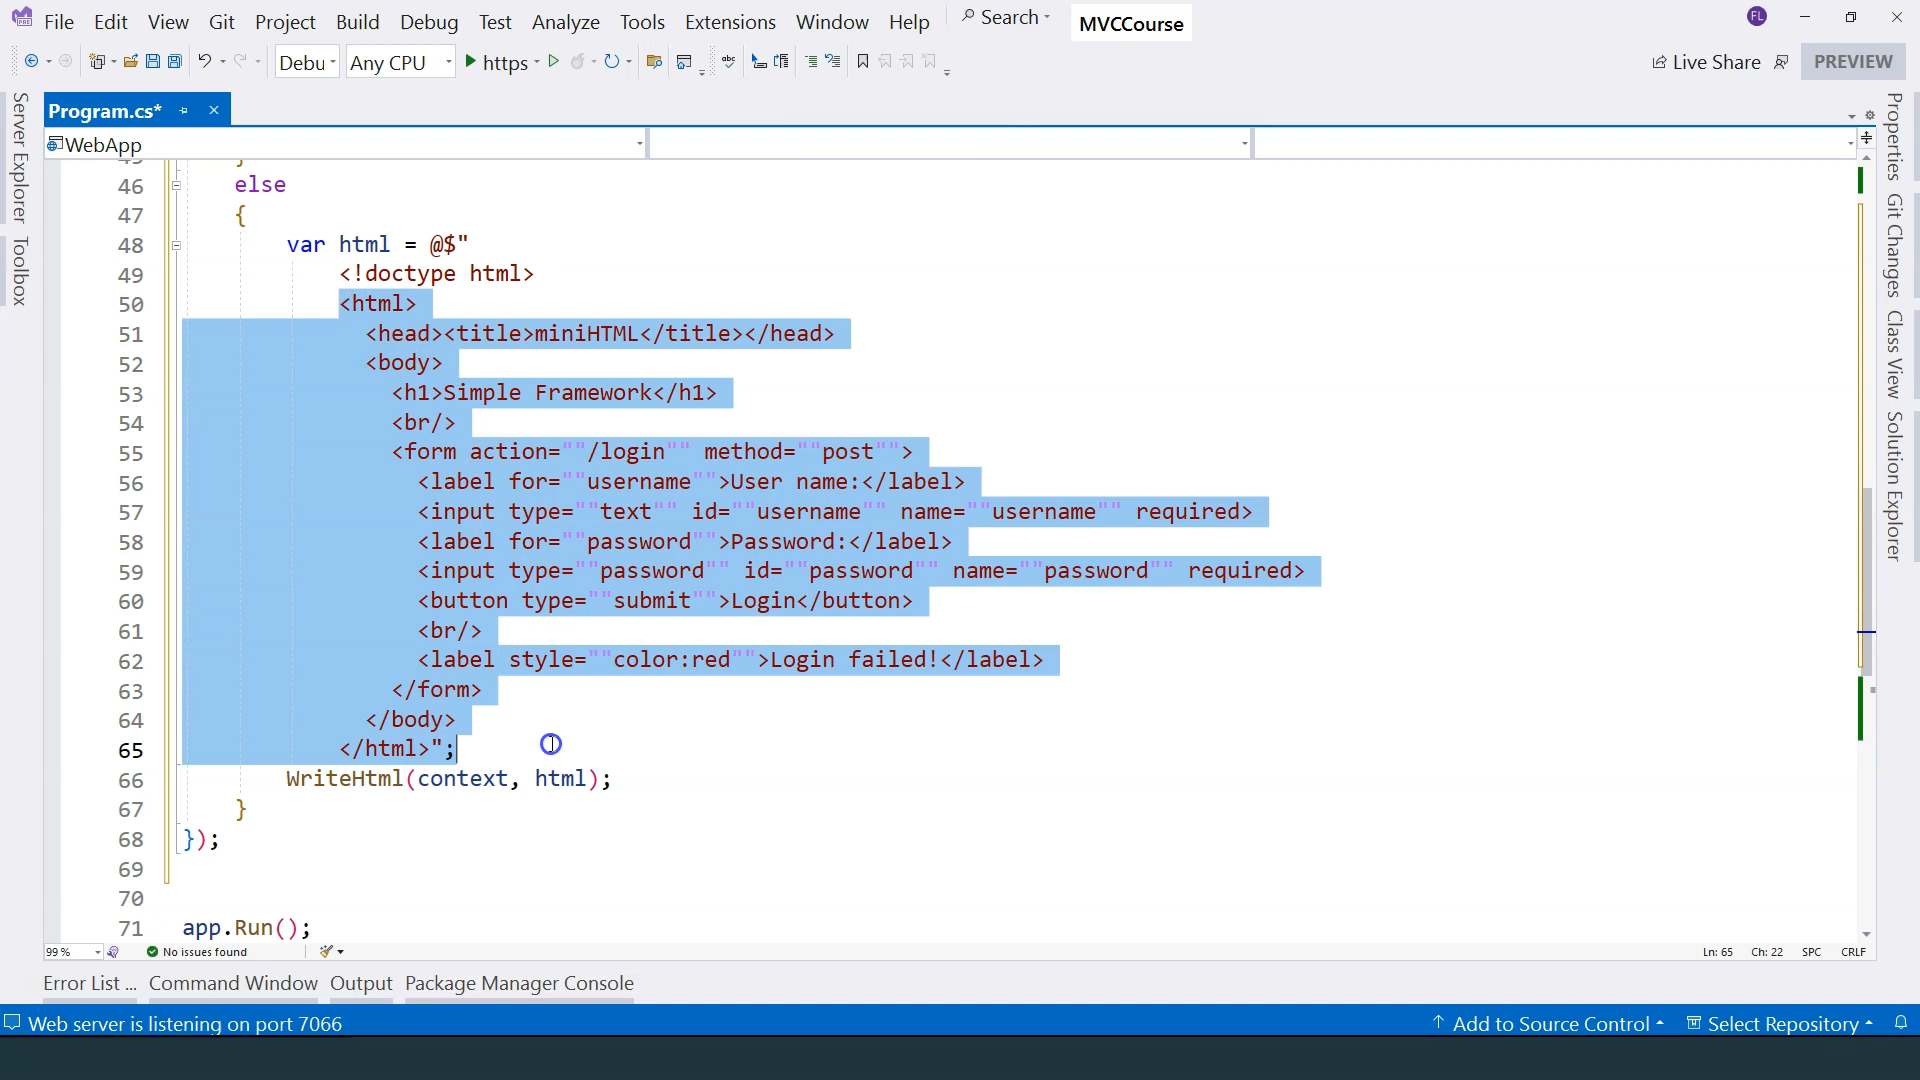 File Edit View Git Project Build Debug Test Analyze Tools Extensions Window Help Search MVCCourse FL
Debu Any CPU https Live Share PREVIEW
Program.cs*
WebApp
Server Explorer
Toolbox
Properties
Git Changes
Class View
Solution Explorer
45 }
46 else
47 {
48 var html = @$"
49 <!doctype html>
50 <html>
51 <head><title>miniHTML</title></head>
52 <body>
53 <h1>Simple Framework</h1>
54 <br/>
55 <form action=""/login"" method=""post"">
56 <label for=""username"">User name:</label>
57 <input type=""text"" id=""username"" name=""username"" required>
58 <label for=""password"">Password:</label>
59 <input type=""password"" id=""password"" name=""password"" required>
60 <button type=""submit"">Login</button>
61 <br/>
62 <label style=""color:red"">Login failed!</label>
63 </form>
64 </body>
65 </html>";
66 WriteHtml(context, html);
67 }
68 });
69
70
71 app.Run();
99 % No issues found Ln: 65 Ch: 22 SPC CRLF
Error List ... Command Window Output Package Manager Console
Web server is listening on port 7066 Add to Source Control Select Repository